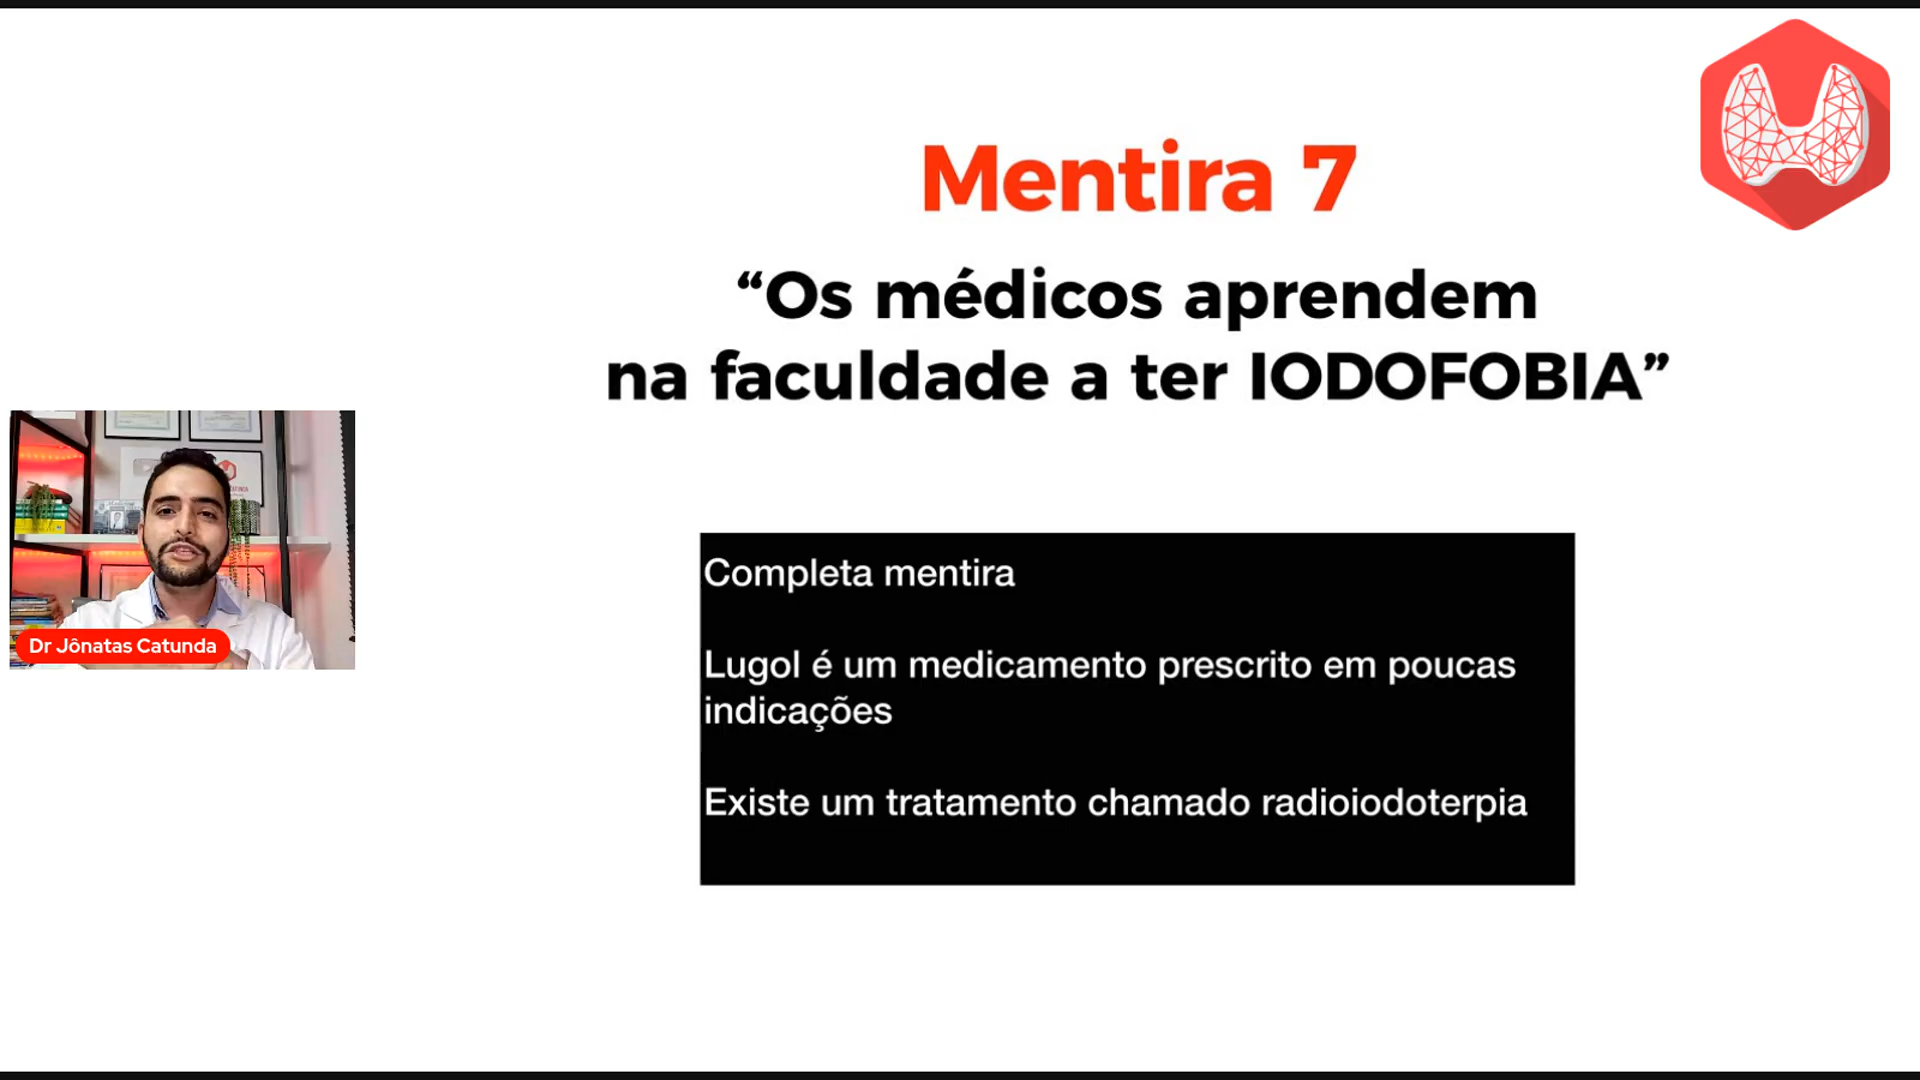 Mentira 7
“Os médicos aprendem
na faculdade a ter IODOFOBIA”
Dr Jônatas Catunda
Completa mentira
Lugol é um medicamento prescrito em poucas
indicações
Existe um tratamento chamado radioiodoterpia